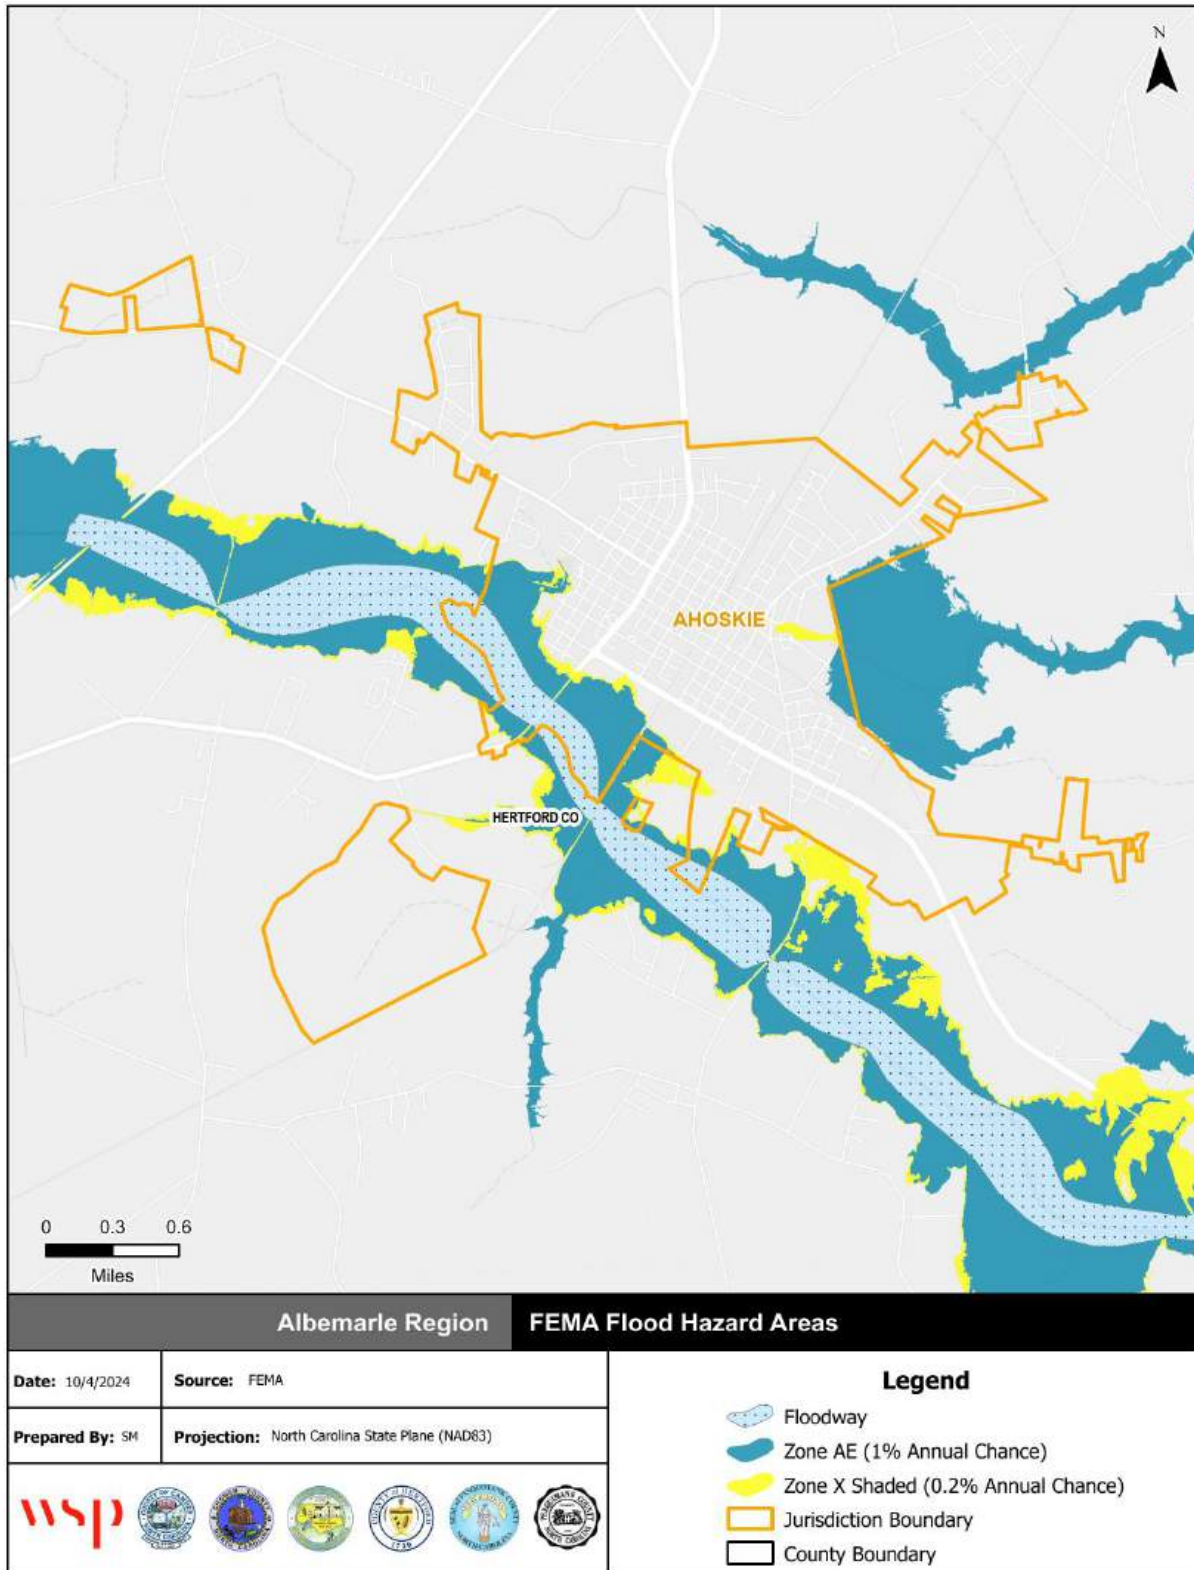 N
AHOSKIE
HERTFORD CO
0 0.3 0.6
Miles
Albemarle Region FEMA Flood Hazard Areas
Date: 10/4/2024 Source: FEMA
Prepared By: SM Projection: North Carolina State Plane (NAD83)
wsp
Legend
Floodway
Zone AE (1% Annual Chance)
Zone X Shaded (0.2% Annual Chance)
Jurisdiction Boundary
County Boundary